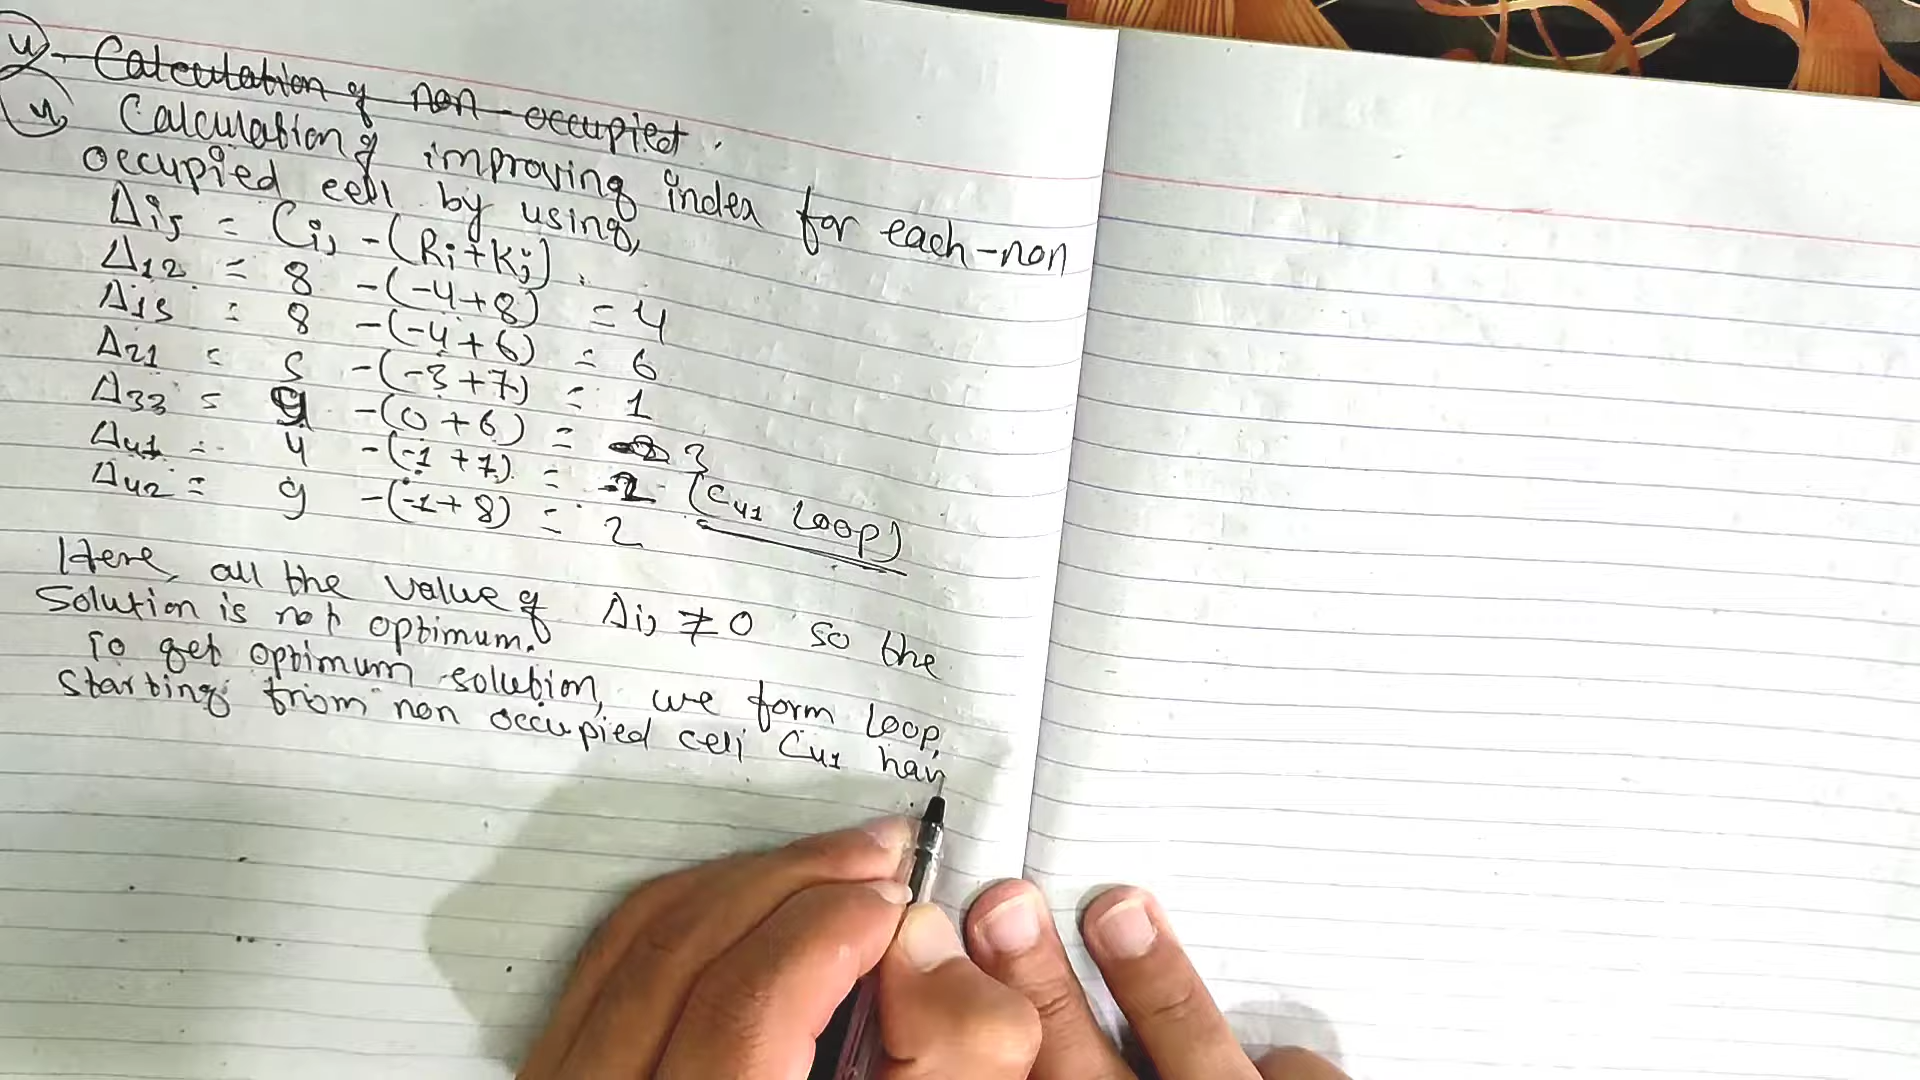 4) Calculation of non-occupied.
4) Calculation of improving index for each-non
occupied cell by using,
Δij = Cij -(Ri+Kj).
Δ12 = 8 -(-4+8) = 4
Δ13 = 8 -(-4+6) = 6
Δ21 = 5 -(-3+7) = 1
Δ33 = 9 -(0+6) = 3
Δ41 = 4 -(-1+7) = -2 (C41 Loop)
Δ42 = 9 -(-1+8) = 2
Here, all the value of Δij ≠ 0 so the
solution is not optimum.
To get optimum solution, we form loop,
starting from non occupied cell C41 hav